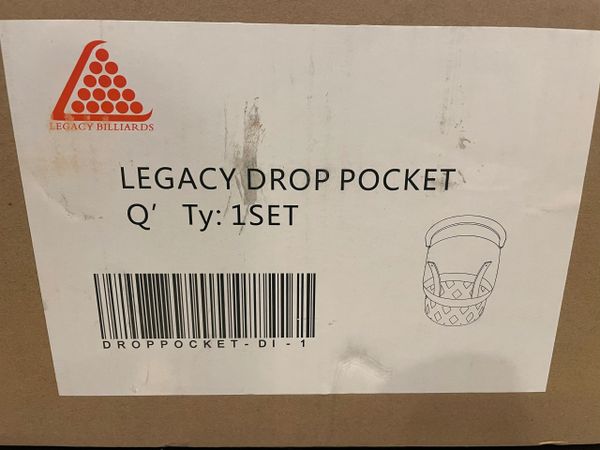 LEGACY BILLIARDS
LEGACY DROP POCKET
Q' Ty: 1SET
DROPPOCKET-DI-1